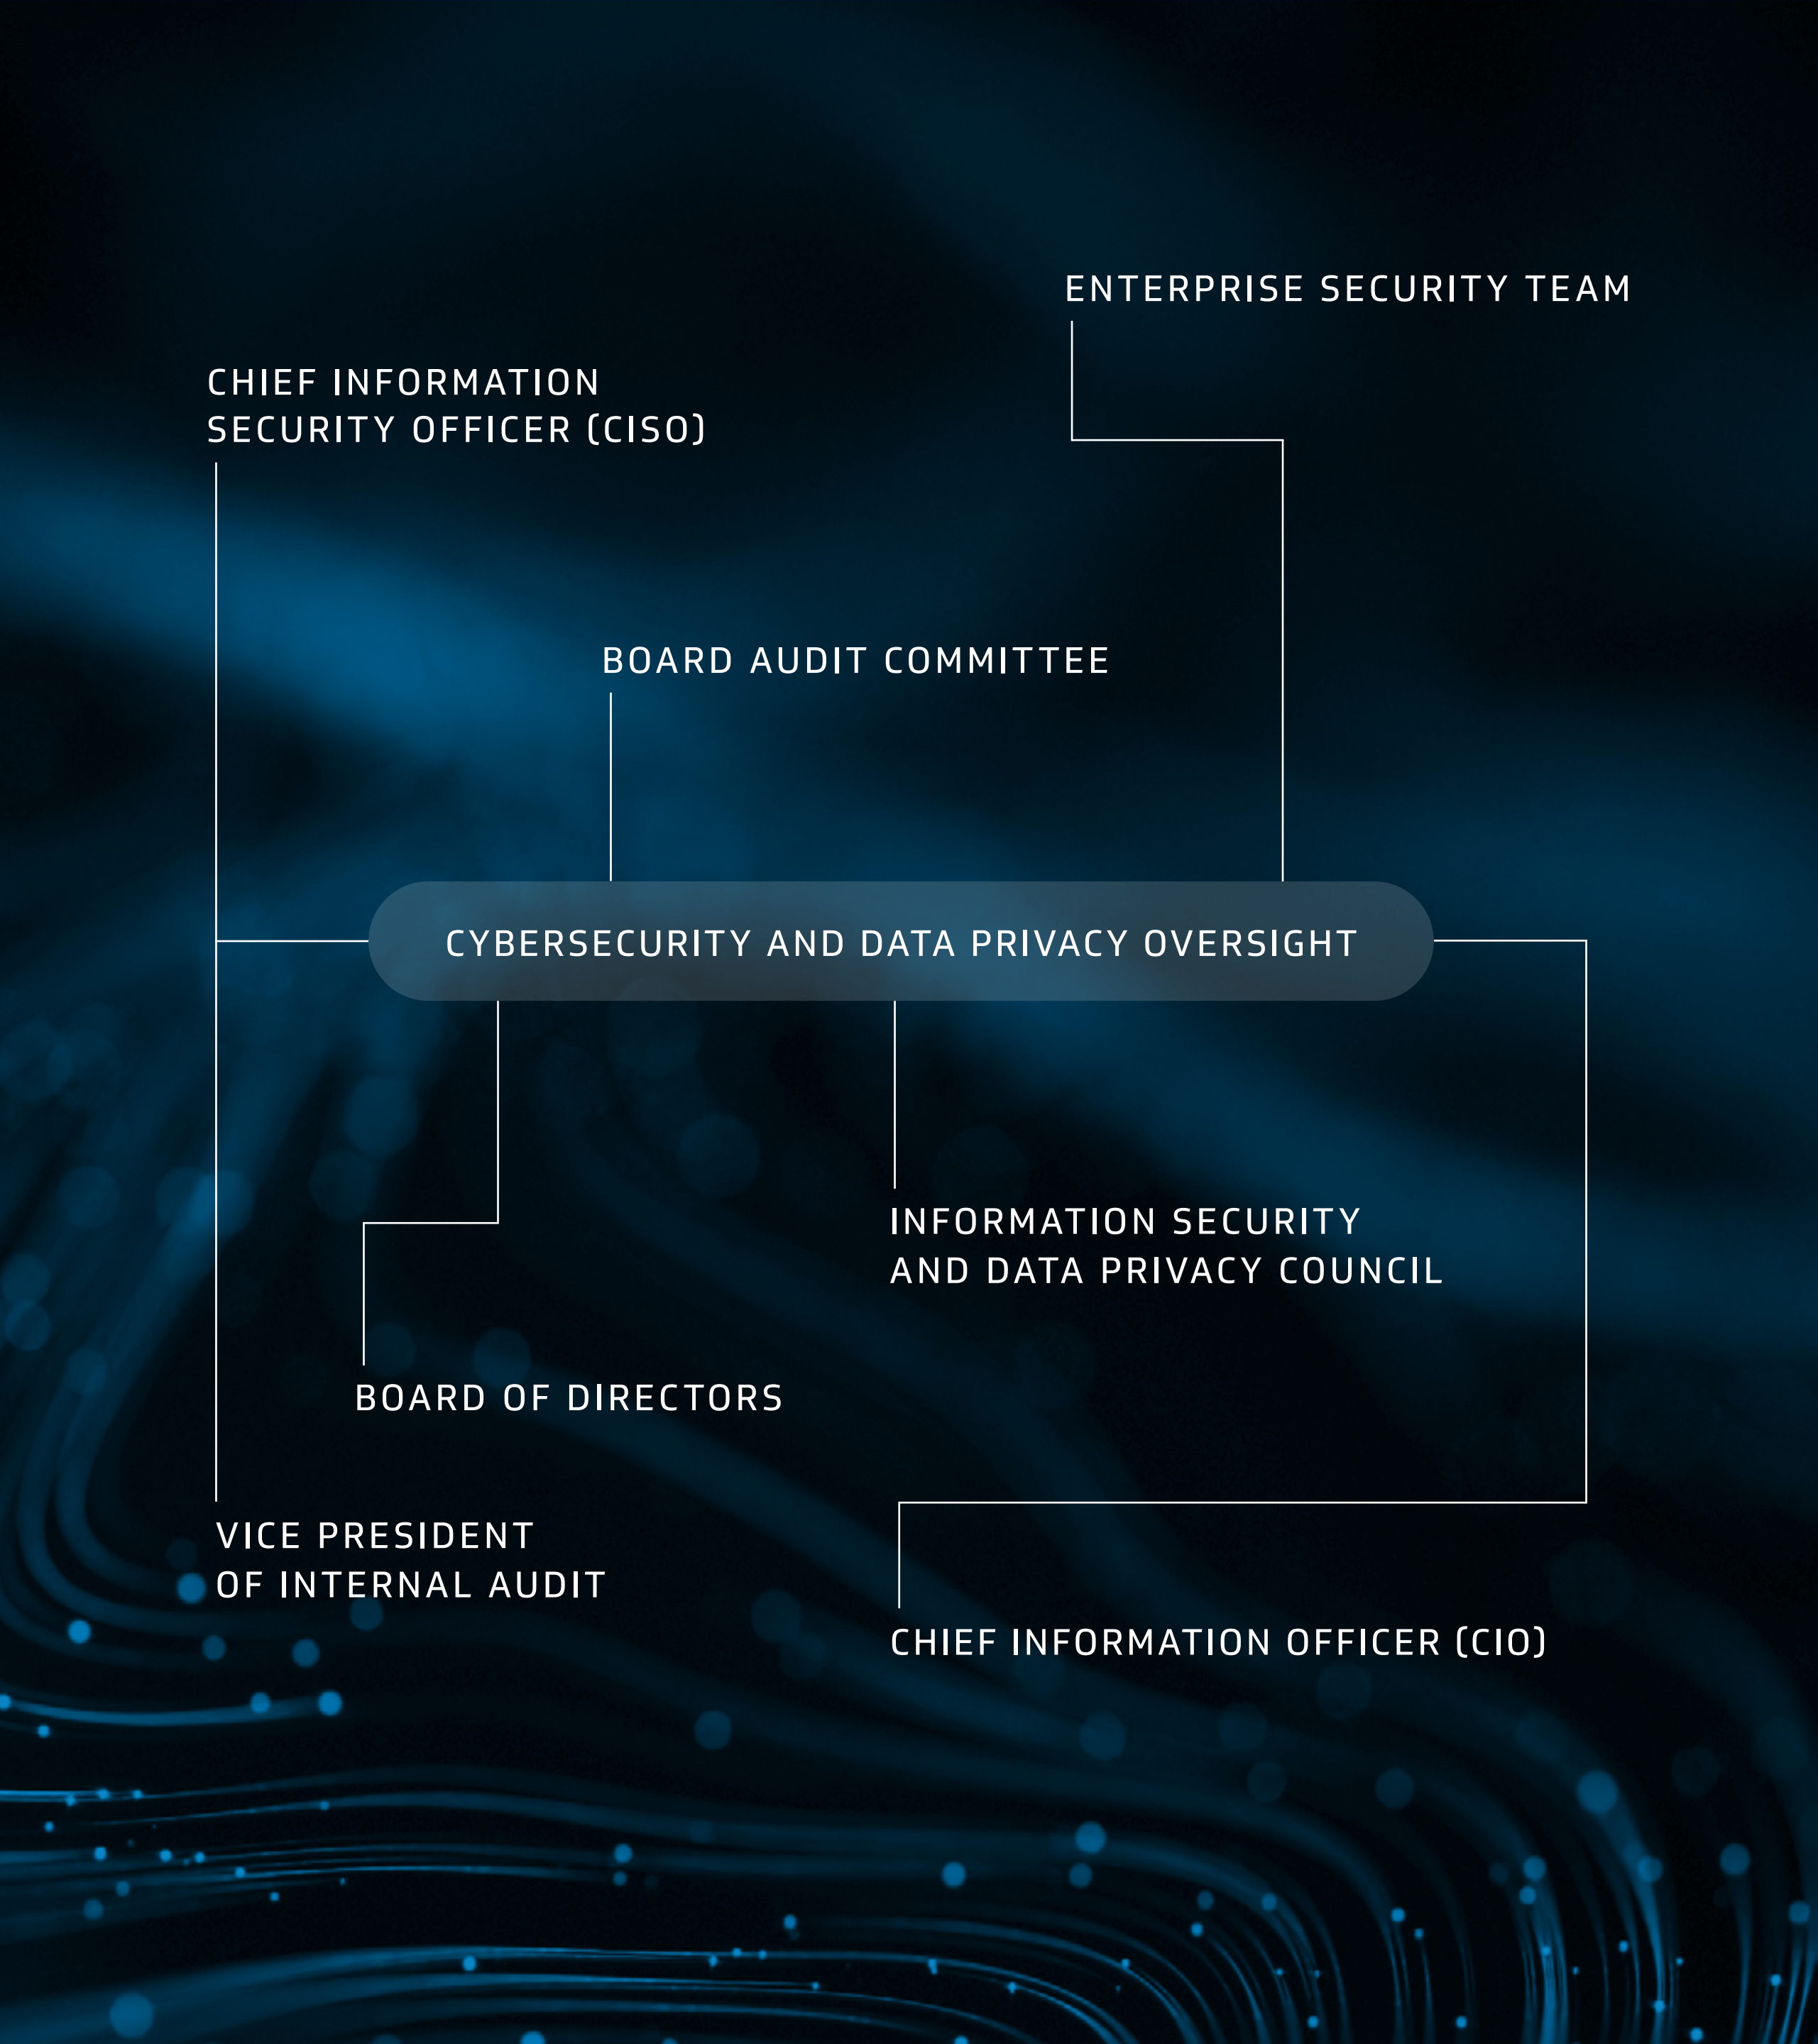 ENTERPRISE SECURITY TEAM
CHIEF INFORMATION
SECURITY OFFICER (CISO)
BOARD AUDIT COMMITTEE
CYBERSECURITY AND DATA PRIVACY OVERSIGHT
INFORMATION SECURITY
AND DATA PRIVACY COUNCIL
BOARD OF DIRECTORS
VICE PRESIDENT
OF INTERNAL AUDIT
CHIEF INFORMATION OFFICER (CIO)